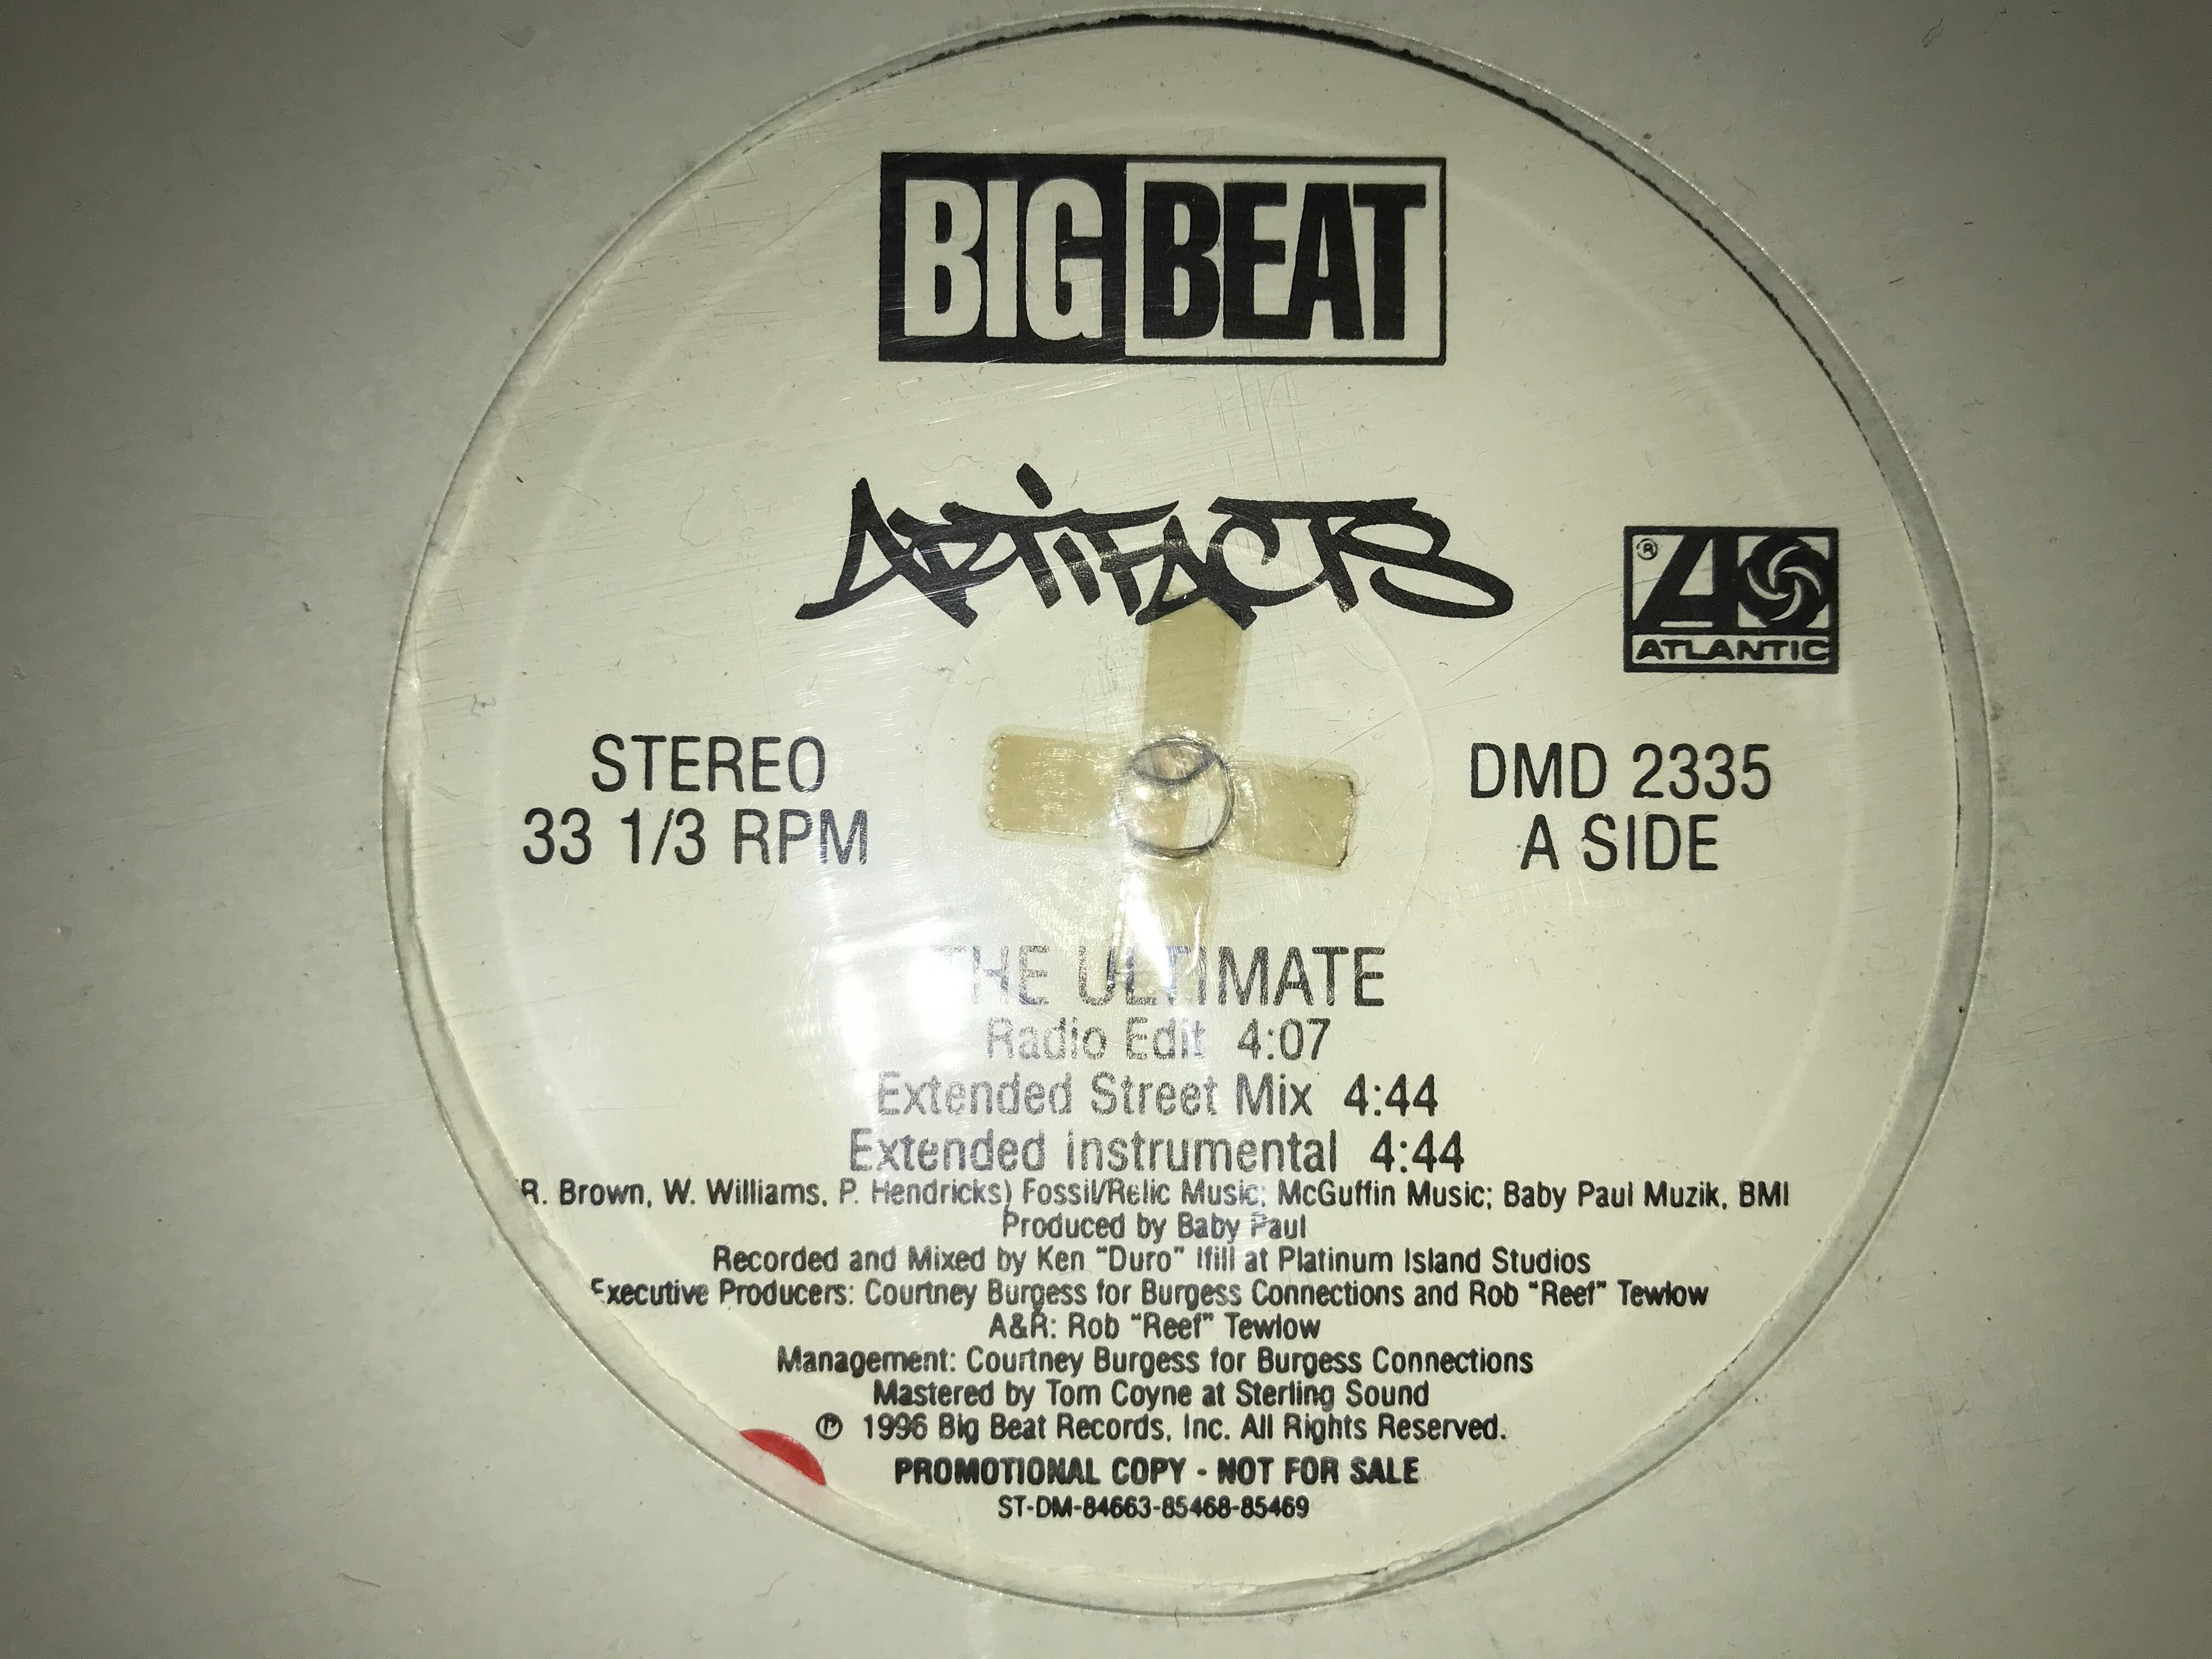 BIG BEAT
ARTIFACTS
®
ATLANTIC
STEREO
33 1/3 RPM
DMD 2335
A SIDE
THE ULTIMATE
Radio Edit 4:07
Extended Street Mix 4:44
Extended instrumental 4:44
R. Brown, W. Williams, P. Hendricks) Fossil/Relic Music; McGuffin Music; Baby Paul Muzik, BMI
Produced by Baby Paul
Recorded and Mixed by Ken "Duro" Ifill at Platinum Island Studios
Executive Producers: Courtney Burgess for Burgess Connections and Rob "Reef" Tewlow
A&R: Rob "Reef" Tewlow
Management: Courtney Burgess for Burgess Connections
Mastered by Tom Coyne at Sterling Sound
℗ 1996 Big Beat Records, Inc. All Rights Reserved.
PROMOTIONAL COPY - NOT FOR SALE
ST-DM-84663-85468-85469